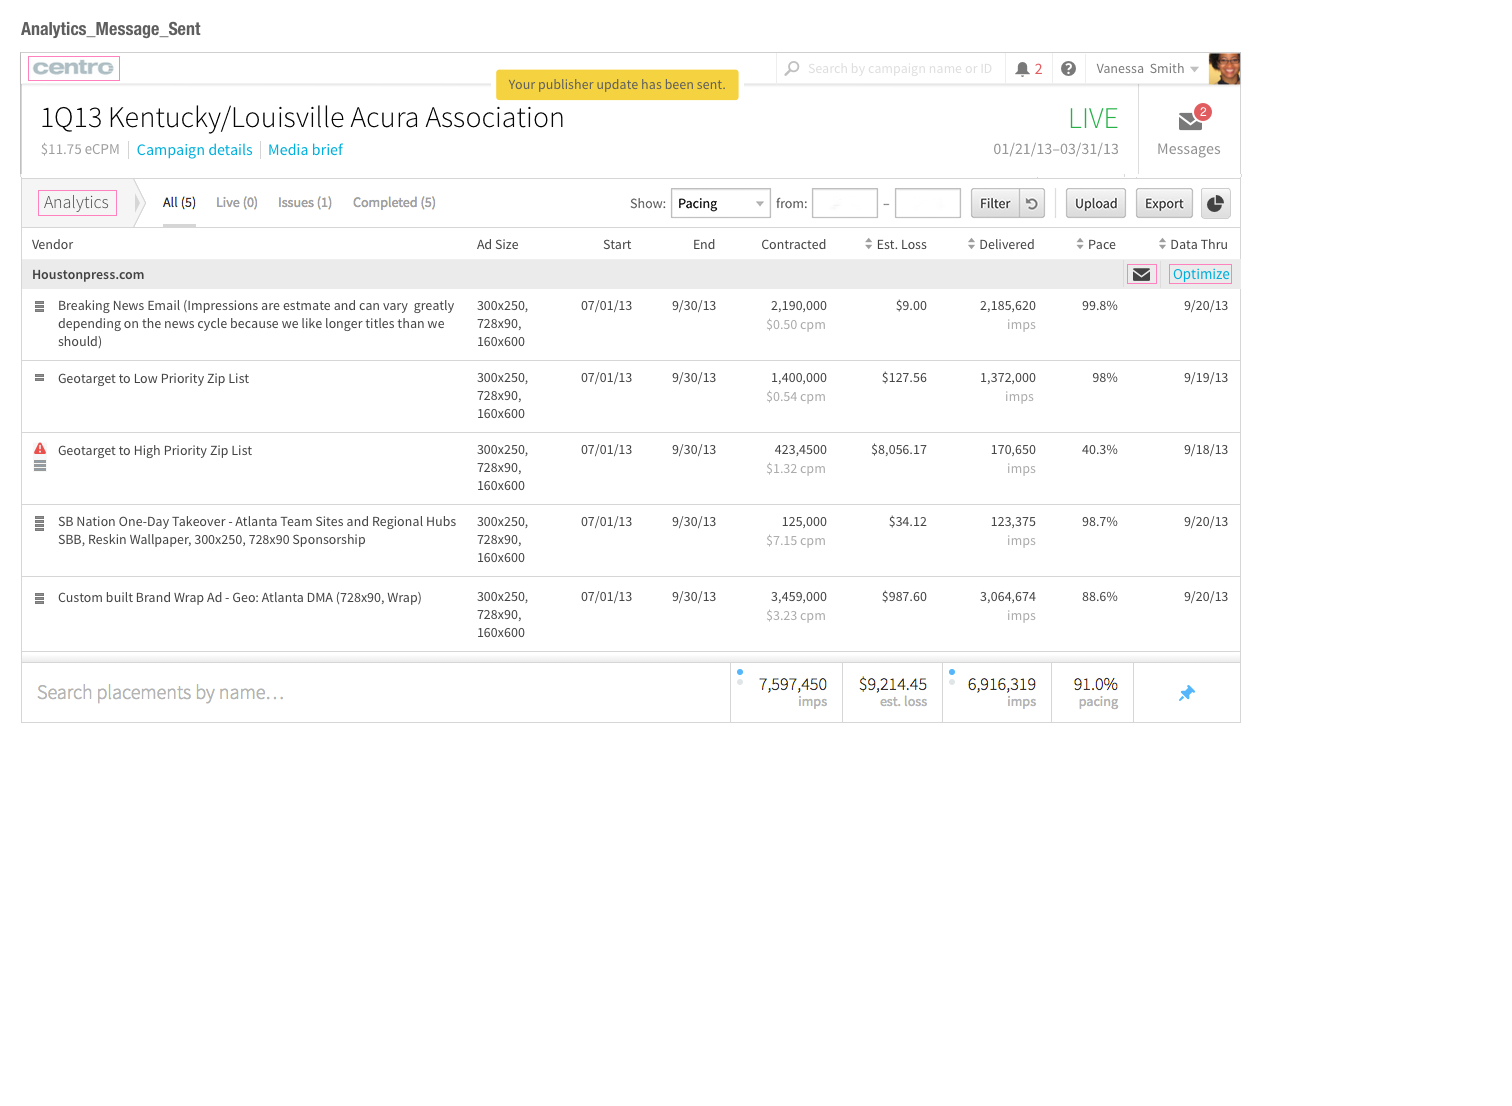 Analytics_Message_Sent
centro
Your publisher update has been sent.
Search by campaign name or ID
2
Vanessa Smith
1Q13 Kentucky/Louisville Acura Association
LIVE
2
$11.75 eCPM
Campaign details
Media brief
01/21/13–03/31/13
Messages
Analytics
All (5)
Live (0)
Issues (1)
Completed (5)
Show:
Pacing
from:
–
Filter
Upload
Export
Vendor
Ad Size
Start
End
Contracted
Est. Loss
Delivered
Pace
Data Thru
Houstonpress.com
Optimize
Breaking News Email (Impressions are estmate and can vary greatly
depending on the news cycle because we like longer titles than we
should)
300x250,
728x90,
160x600
07/01/13
9/30/13
2,190,000
$0.50 cpm
$9.00
2,185,620
imps
99.8%
9/20/13
Geotarget to Low Priority Zip List
300x250,
728x90,
160x600
07/01/13
9/30/13
1,400,000
$0.54 cpm
$127.56
1,372,000
imps
98%
9/19/13
Geotarget to High Priority Zip List
300x250,
728x90,
160x600
07/01/13
9/30/13
423,4500
$1.32 cpm
$8,056.17
170,650
imps
40.3%
9/18/13
SB Nation One-Day Takeover - Atlanta Team Sites and Regional Hubs
SBB, Reskin Wallpaper, 300x250, 728x90 Sponsorship
300x250,
728x90,
160x600
07/01/13
9/30/13
125,000
$7.15 cpm
$34.12
123,375
imps
98.7%
9/20/13
Custom built Brand Wrap Ad - Geo: Atlanta DMA (728x90, Wrap)
300x250,
728x90,
160x600
07/01/13
9/30/13
3,459,000
$3.23 cpm
$987.60
3,064,674
imps
88.6%
9/20/13
Search placements by name…
7,597,450
imps
$9,214.45
est. loss
6,916,319
imps
91.0%
pacing